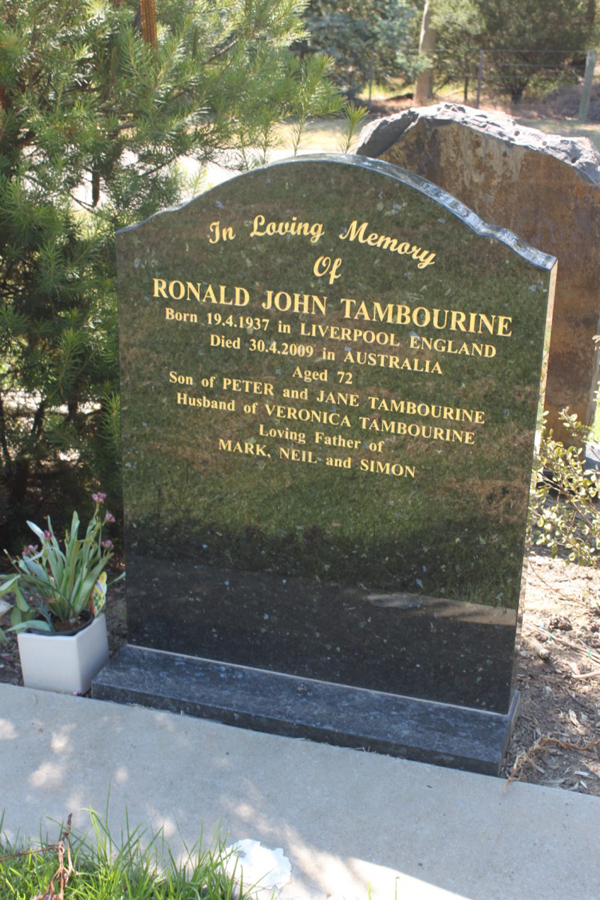 In Loving Memory
Of
RONALD JOHN TAMBOURINE
Born 19.4.1937 in LIVERPOOL ENGLAND
Died 30.4.2009 in AUSTRALIA
Aged 72
Son of PETER and JANE TAMBOURINE
Husband of VERONICA TAMBOURINE
Loving Father of
MARK, NEIL and SIMON